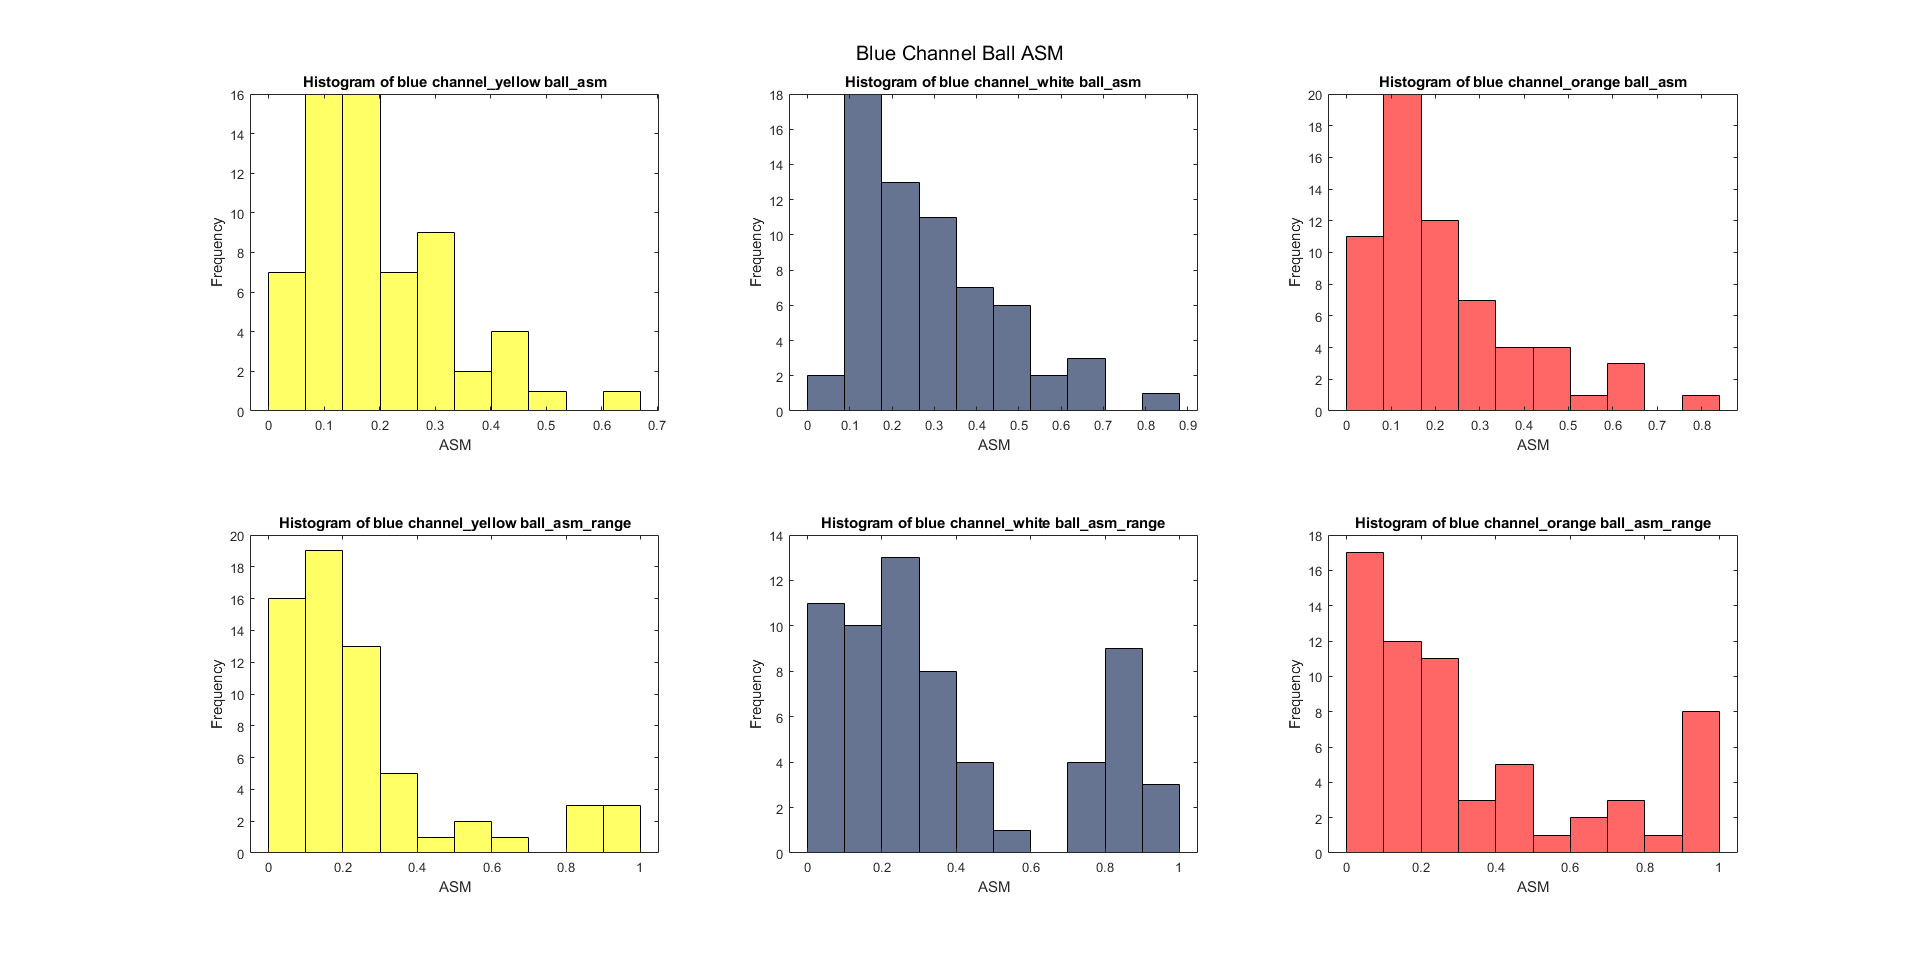 Blue Channel Ball ASM
Histogram of blue channel_yellow ball_asm
16
14
12
10
8
6
4
2
0
Frequency
0 0.1 0.2 0.3 0.4 0.5 0.6 0.7
ASM
Histogram of blue channel_white ball_asm
18
16
14
12
10
8
6
4
2
0
Frequency
0 0.1 0.2 0.3 0.4 0.5 0.6 0.7 0.8 0.9
ASM
Histogram of blue channel_orange ball_asm
20
18
16
14
12
10
8
6
4
2
0
Frequency
0 0.1 0.2 0.3 0.4 0.5 0.6 0.7 0.8
ASM
Histogram of blue channel_yellow ball_asm_range
20
18
16
14
12
10
8
6
4
2
0
Frequency
0 0.2 0.4 0.6 0.8 1
ASM
Histogram of blue channel_white ball_asm_range
14
12
10
8
6
4
2
0
Frequency
0 0.2 0.4 0.6 0.8 1
ASM
Histogram of blue channel_orange ball_asm_range
18
16
14
12
10
8
6
4
2
0
Frequency
0 0.2 0.4 0.6 0.8 1
ASM